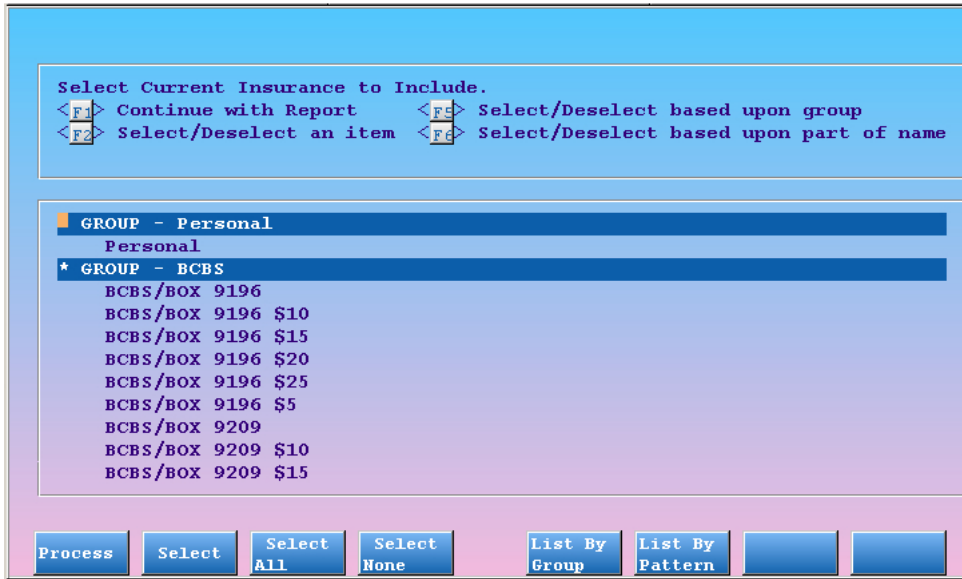 Select Current Insurance to Include.
<F1> Continue with Report <F5> Select/Deselect based upon group
<F2> Select/Deselect an item <F6> Select/Deselect based upon part of name
GROUP - Personal
Personal
* GROUP - BCBS
BCBS/BOX 9196
BCBS/BOX 9196 $10
BCBS/BOX 9196 $15
BCBS/BOX 9196 $20
BCBS/BOX 9196 $25
BCBS/BOX 9196 $5
BCBS/BOX 9209
BCBS/BOX 9209 $10
BCBS/BOX 9209 $15
Process Select Select All Select None List By Group List By Pattern